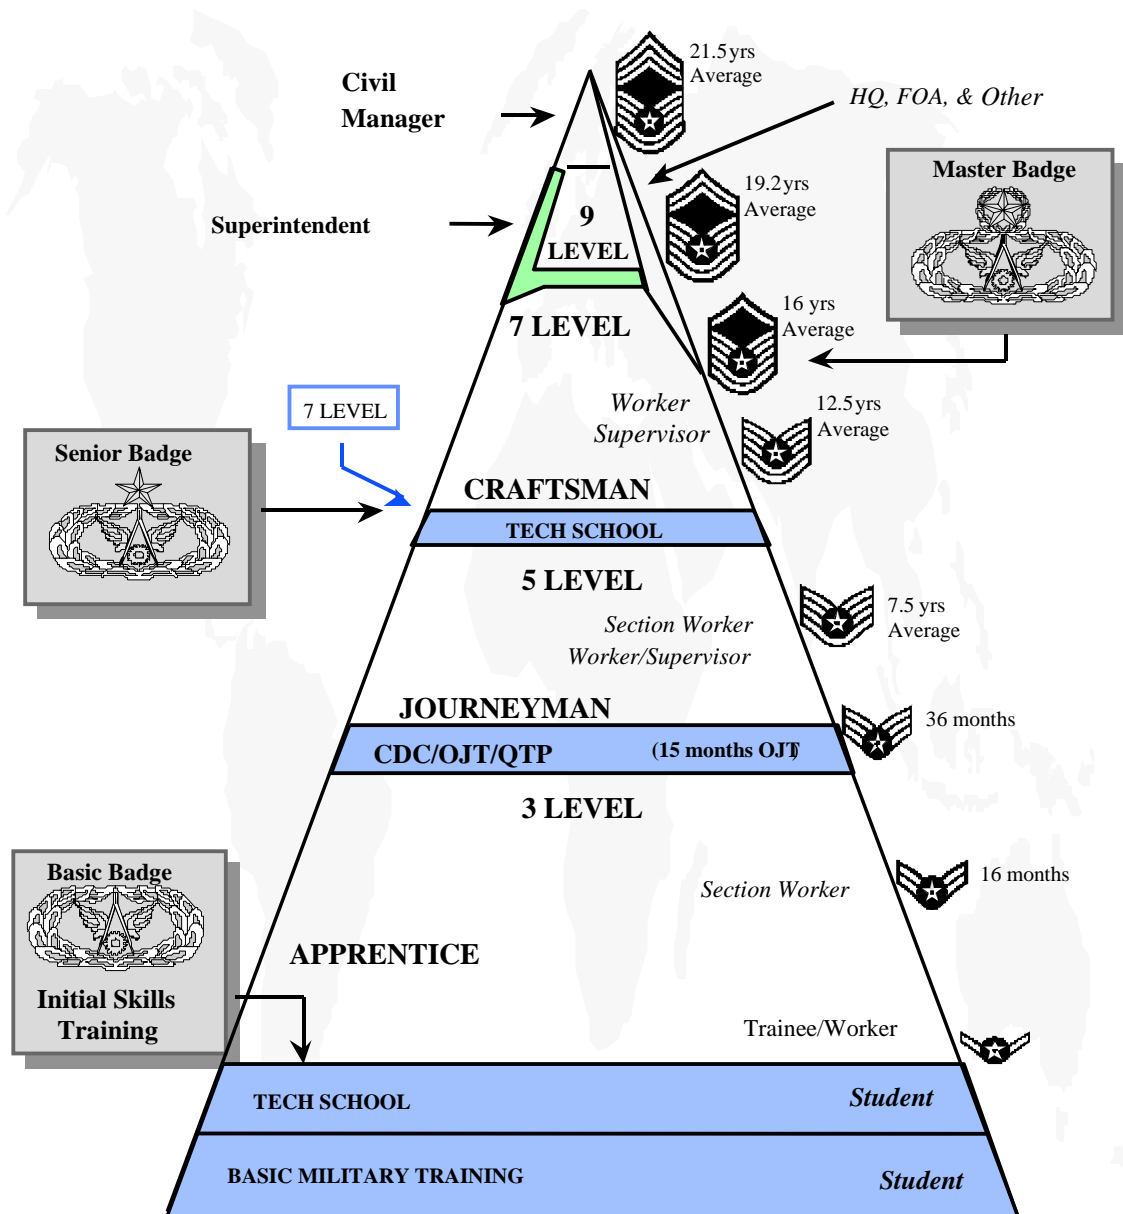 21.5yrs
Average
Civil
Manager
HQ, FOA, & Other
Master Badge
19.2yrs
Average
Superintendent
9
LEVEL
16 yrs
Average
7 LEVEL
7 LEVEL
Worker
Supervisor
12.5yrs
Average
Senior Badge
CRAFTSMAN
TECH SCHOOL
5 LEVEL
7.5 yrs
Average
Section Worker
Worker/Supervisor
JOURNEYMAN
36 months
CDC/OJT/QTP (15 months OJT)
3 LEVEL
Basic Badge
Section Worker
16 months
APPRENTICE
Initial Skills
Training
Trainee/Worker
TECH SCHOOL Student
BASIC MILITARY TRAINING Student